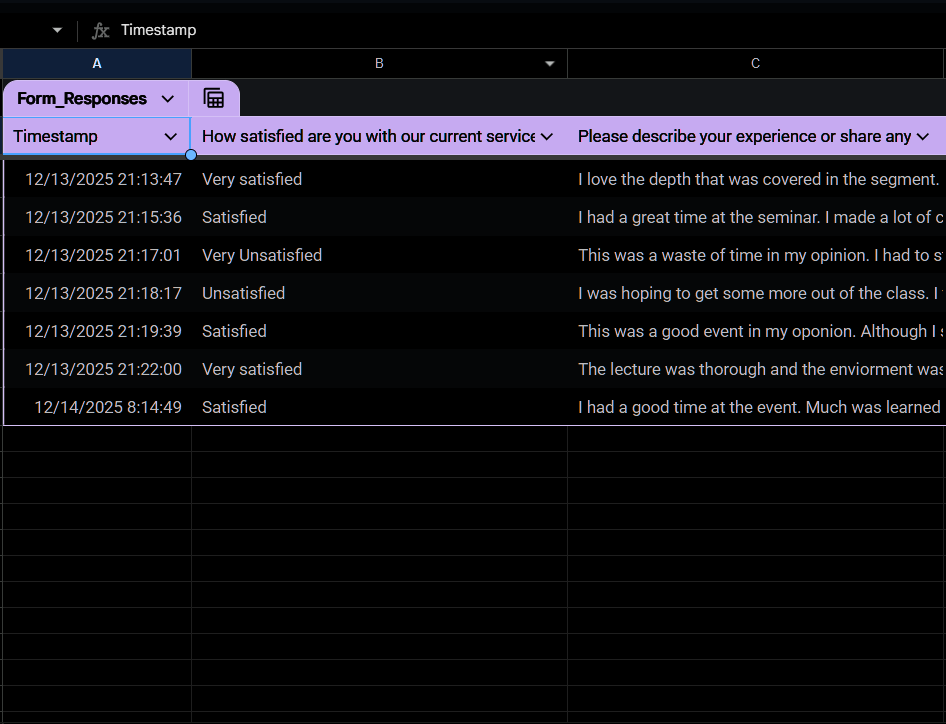 fx Timestamp
A B C
Form_Responses
Timestamp How satisfied are you with our current service Please describe your experience or share any
12/13/2025 21:13:47 Very satisfied I love the depth that was covered in the segment.
12/13/2025 21:15:36 Satisfied I had a great time at the seminar. I made a lot of
12/13/2025 21:17:01 Very Unsatisfied This was a waste of time in my opinion. I had to
12/13/2025 21:18:17 Unsatisfied I was hoping to get some more out of the class. I
12/13/2025 21:19:39 Satisfied This was a good event in my oponion. Although I
12/13/2025 21:22:00 Very satisfied The lecture was thorough and the enviorment was
12/14/2025 8:14:49 Satisfied I had a good time at the event. Much was learned